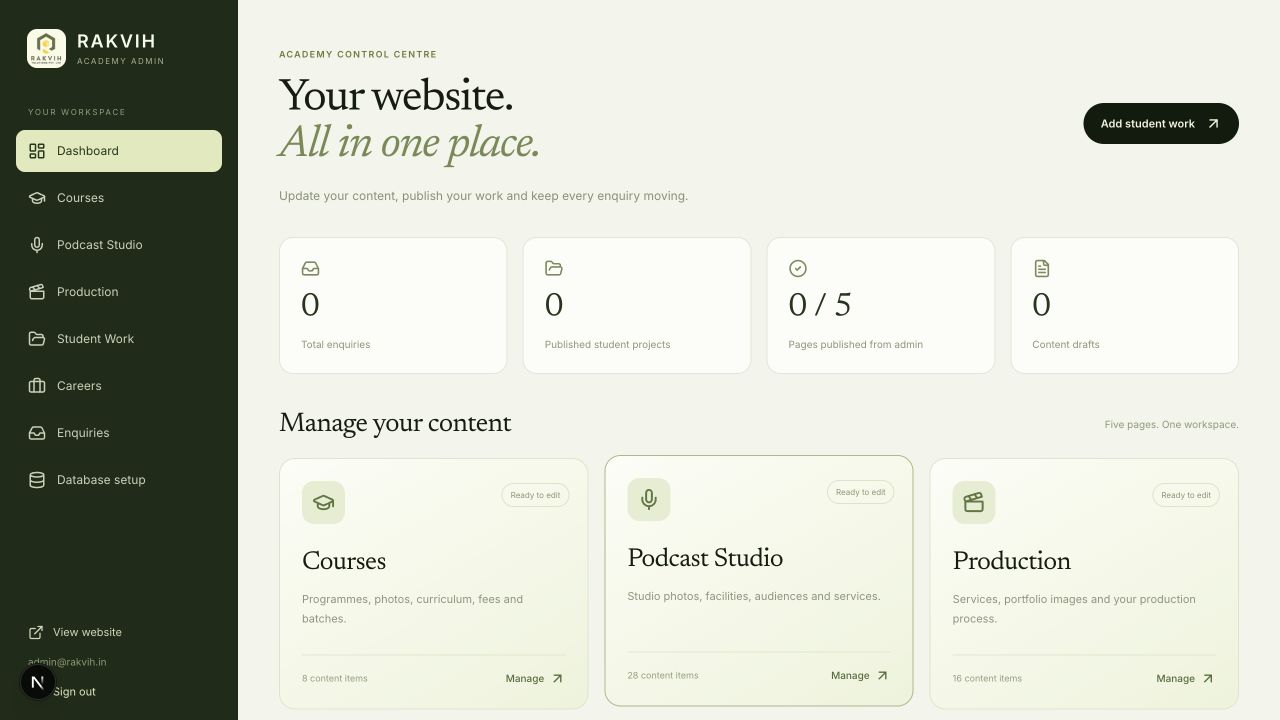 RAKVIH
RAKVIH
ACADEMY ADMIN
YOUR WORKSPACE
Dashboard
Courses
Podcast Studio
Production
Student Work
Careers
Enquiries
Database setup
View website
admin@rakvih.in
N
Sign out
ACADEMY CONTROL CENTRE
Your website.
All in one place.
Update your content, publish your work and keep every enquiry moving.
Add student work
0
Total enquiries
0
Published student projects
0 / 5
Pages published from admin
0
Content drafts
Manage your content
Five pages. One workspace.
Ready to edit
Courses
Programmes, photos, curriculum, fees and
batches.
8 content items
Manage
Ready to edit
Podcast Studio
Studio photos, facilities, audiences and services.
28 content items
Manage
Ready to edit
Production
Services, portfolio images and your production
process.
16 content items
Manage